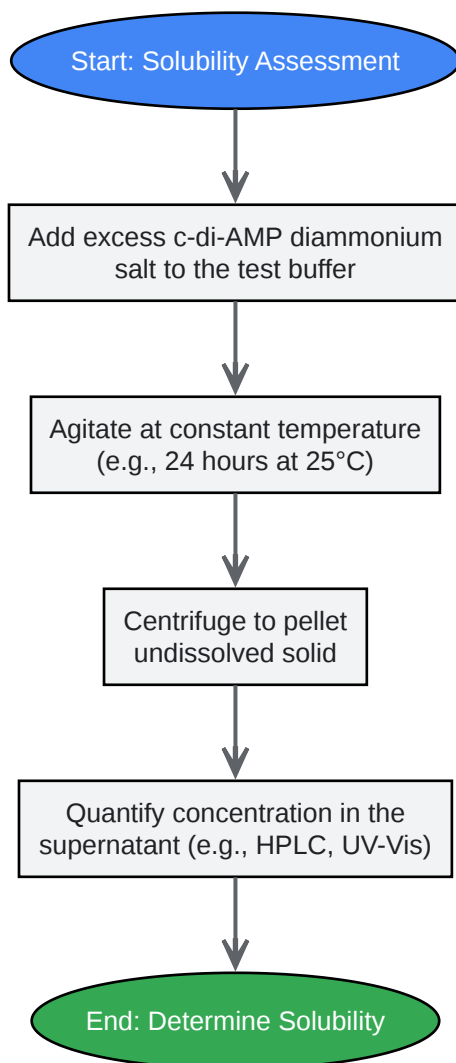 Start: Solubility Assessment
Add excess c-di-AMP diammonium
salt to the test buffer
Agitate at constant temperature
(e.g., 24 hours at 25°C)
Centrifuge to pellet
undissolved solid
Quantify concentration in the
supernatant (e.g., HPLC, UV-Vis)
End: Determine Solubility